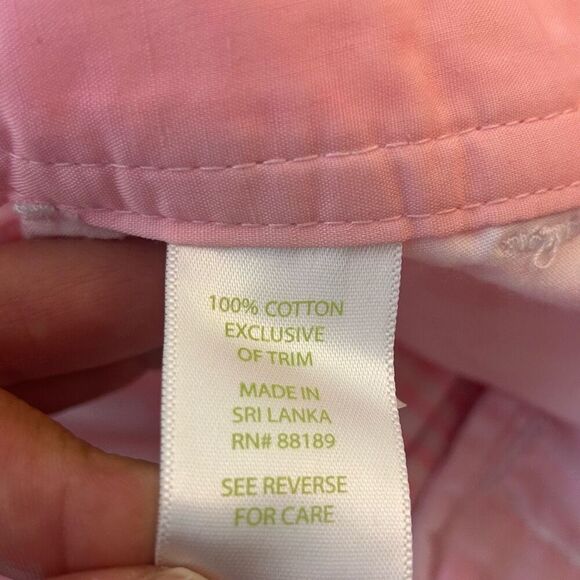 100% COTTON
EXCLUSIVE
OF TRIM
MADE IN
SRI LANKA
RN# 88189
SEE REVERSE
FOR CARE